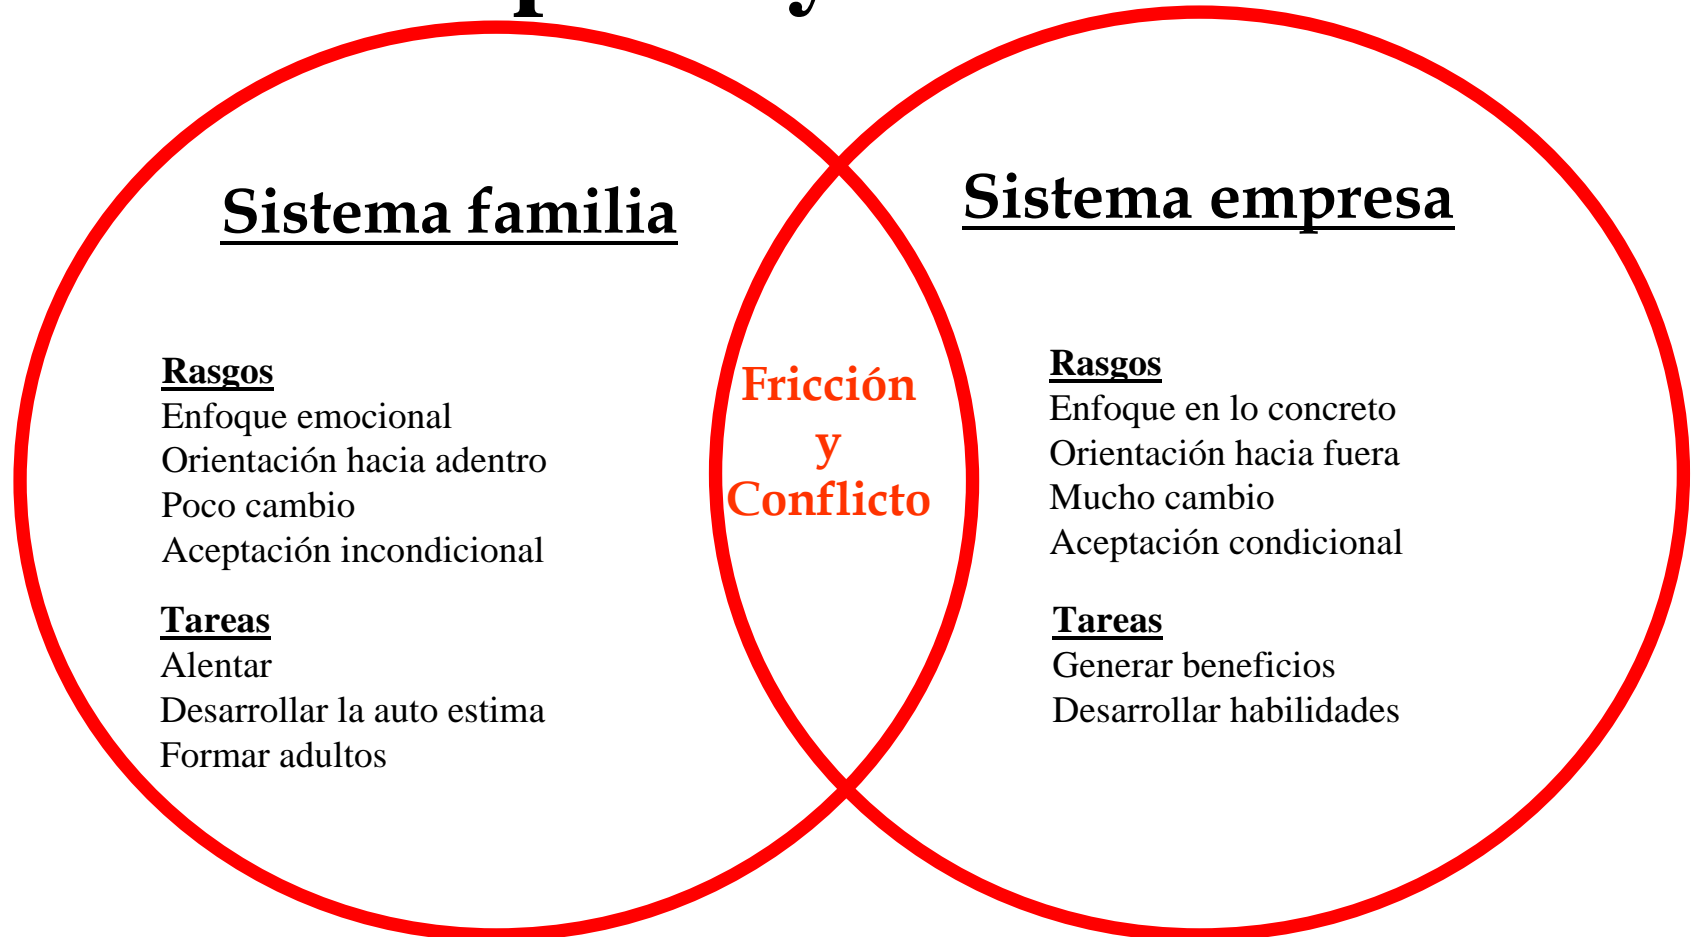 Sistema familia
Rasgos
Enfoque emocional
Orientación hacia adentro
Poco cambio
Aceptación incondicional
Tareas
Alentar
Desarrollar la auto estima
Formar adultos
Fricción
y
Conflicto
Sistema empresa
Rasgos
Enfoque en lo concreto
Orientación hacia fuera
Mucho cambio
Aceptación condicional
Tareas
Generar beneficios
Desarrollar habilidades